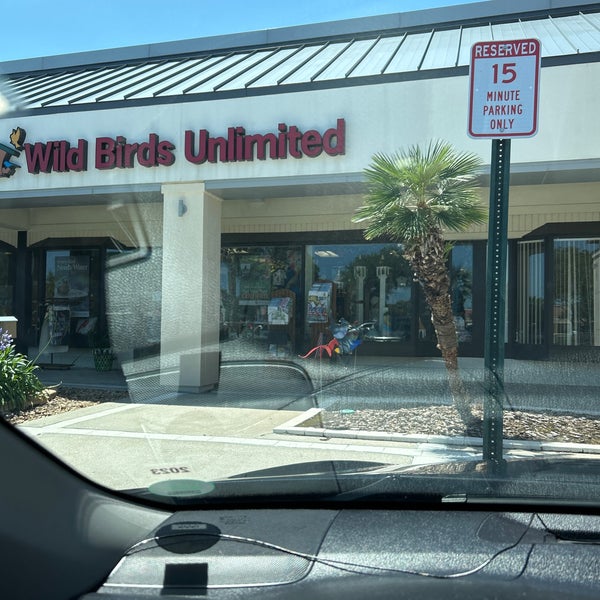 RESERVED
15
MINUTE
PARKING
ONLY
Wild Birds Unlimited
2023